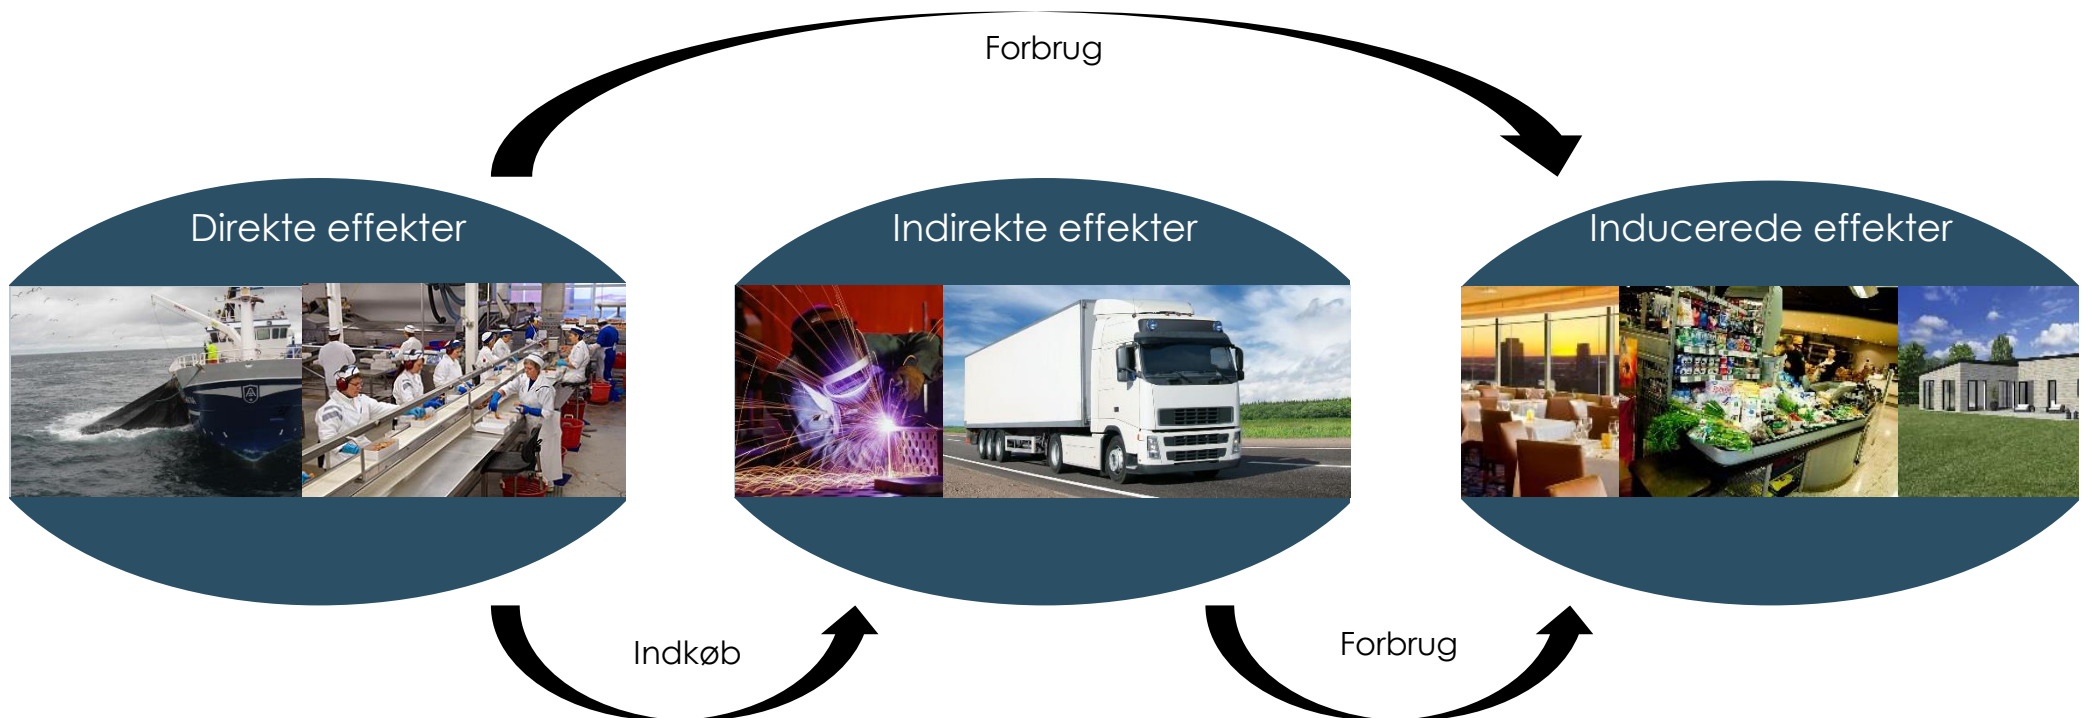 Forbrug
Direkte effekter
Indirekte effekter
Inducerede effekter
Indkøb
Forbrug